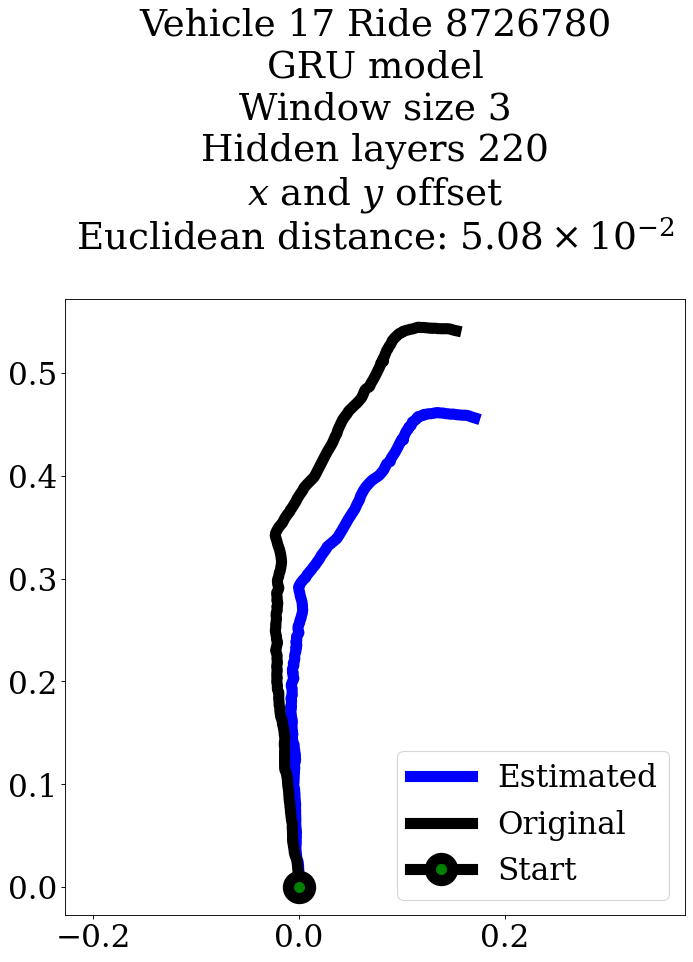 Vehicle 17 Ride 8726780
GRU model
Window size 3
Hidden layers 220
x and y offset
Euclidean distance: 5.08 × 10⁻²
0.5
0.4
0.3
0.2
0.1
0.0
Estimated
Original
Start
−0.2 0.0 0.2